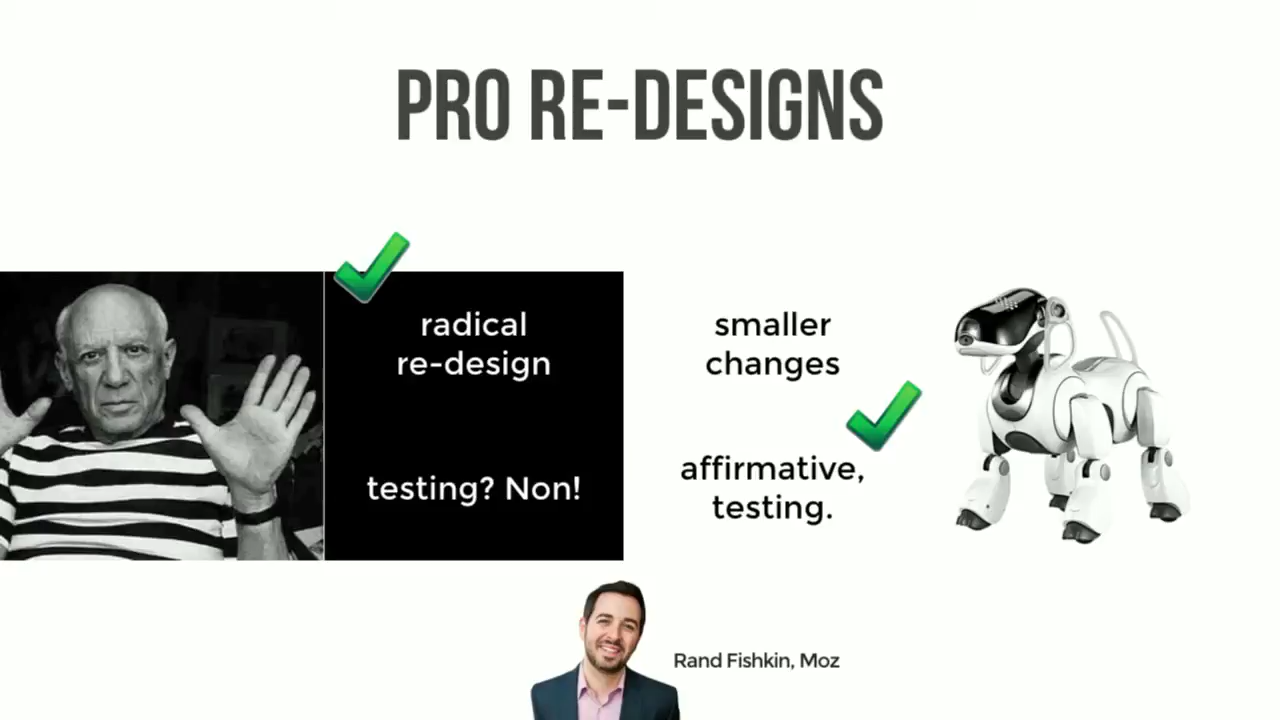 PRO RE-DESIGNS
radical
re-design
testing? Non!
smaller
changes
affirmative,
testing.
Rand Fishkin, Moz